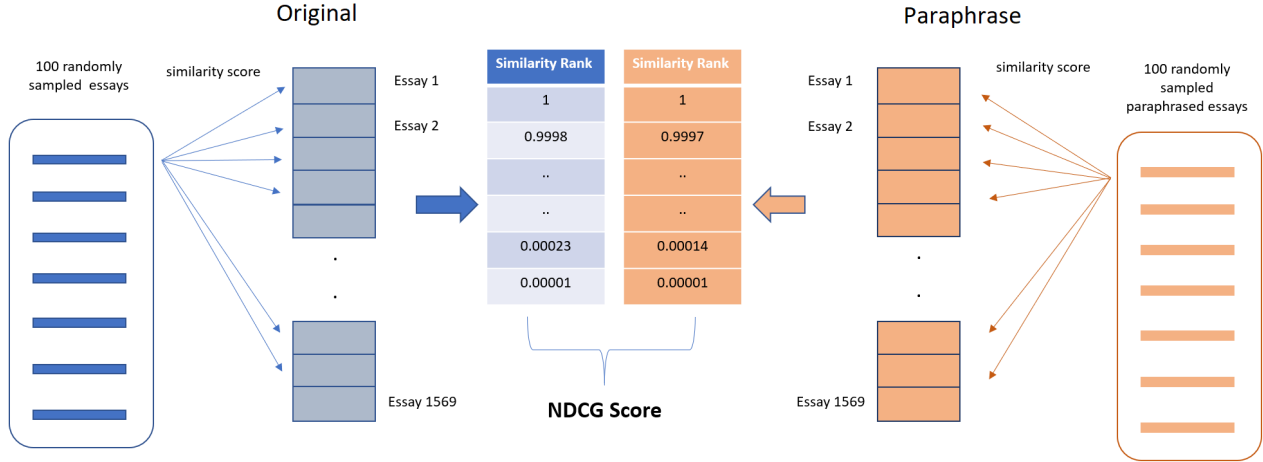 Original
Paraphrase
100 randomly
sampled essays
similarity score
Essay 1
Essay 2
Essay 1569
Similarity Rank
1
0.9998
..
..
0.00023
0.00001
Similarity Rank
1
0.9997
..
..
0.00014
0.00001
NDCG Score
Essay 1
Essay 2
Essay 1569
similarity score
100 randomly
sampled
paraphrased essays